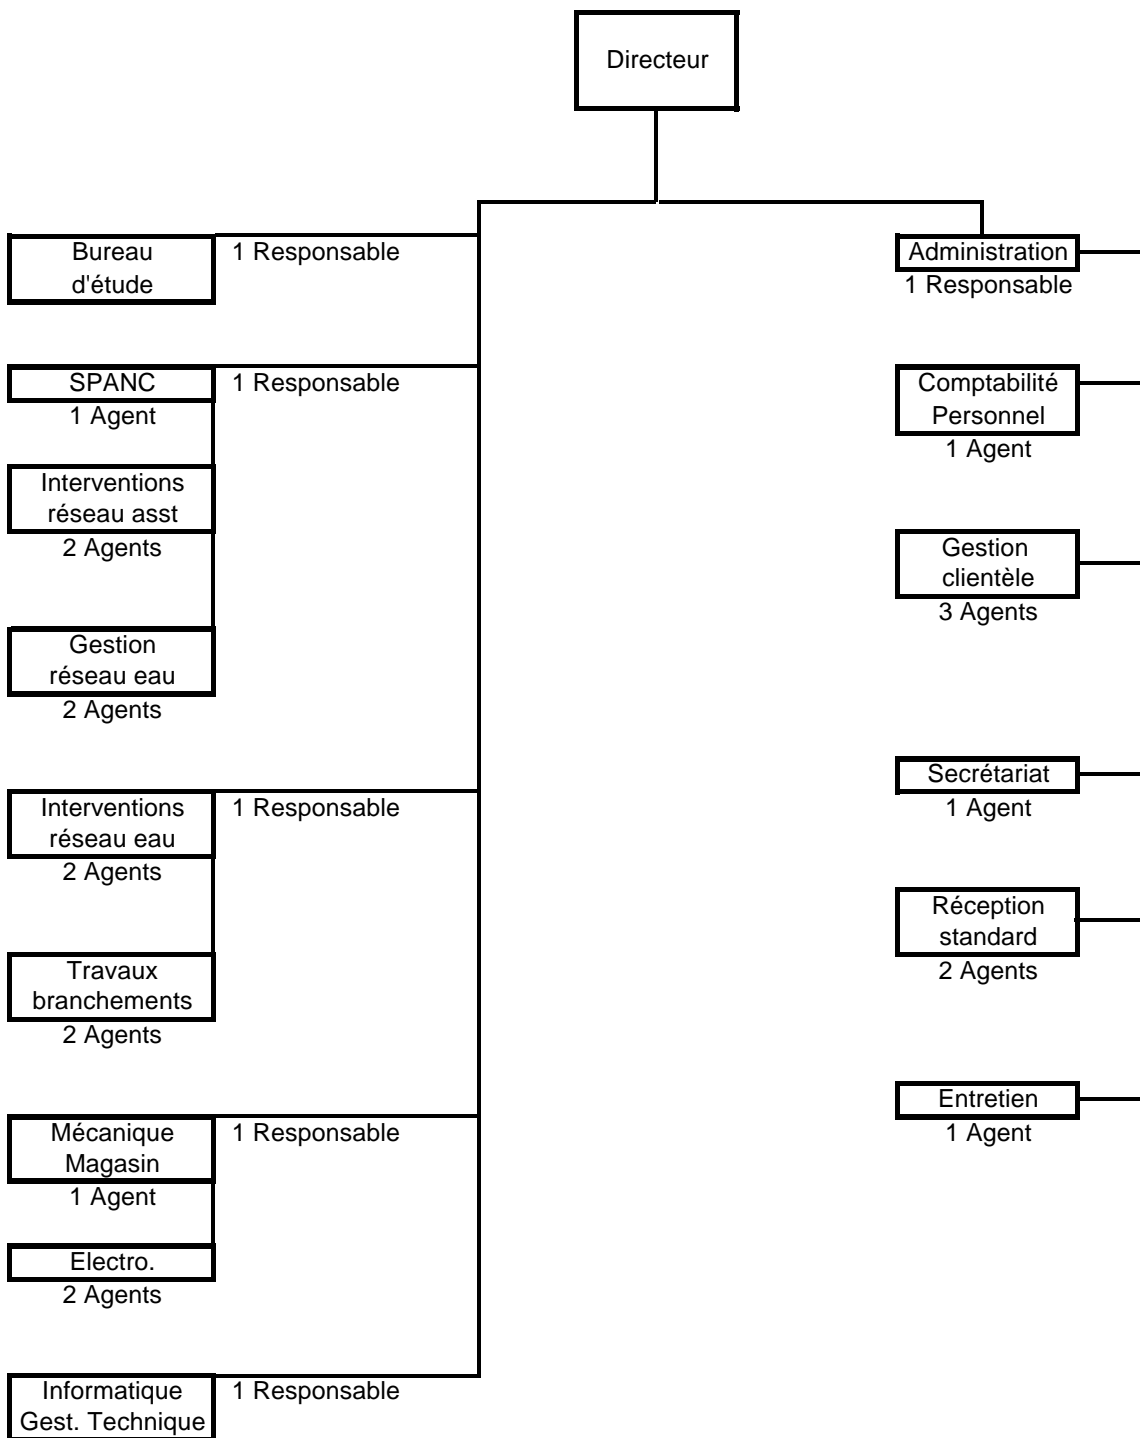 Directeur
Bureau
d'étude
1 Responsable
SPANC
1 Agent
1 Responsable
Interventions
réseau asst
2 Agents
Gestion
réseau eau
2 Agents
Interventions
réseau eau
2 Agents
1 Responsable
Travaux
branchements
2 Agents
Mécanique
Magasin
1 Agent
1 Responsable
Electro.
2 Agents
Informatique
Gest. Technique
1 Responsable
Administration
1 Responsable
Comptabilité
Personnel
1 Agent
Gestion
clientèle
3 Agents
Secrétariat
1 Agent
Réception
standard
2 Agents
Entretien
1 Agent